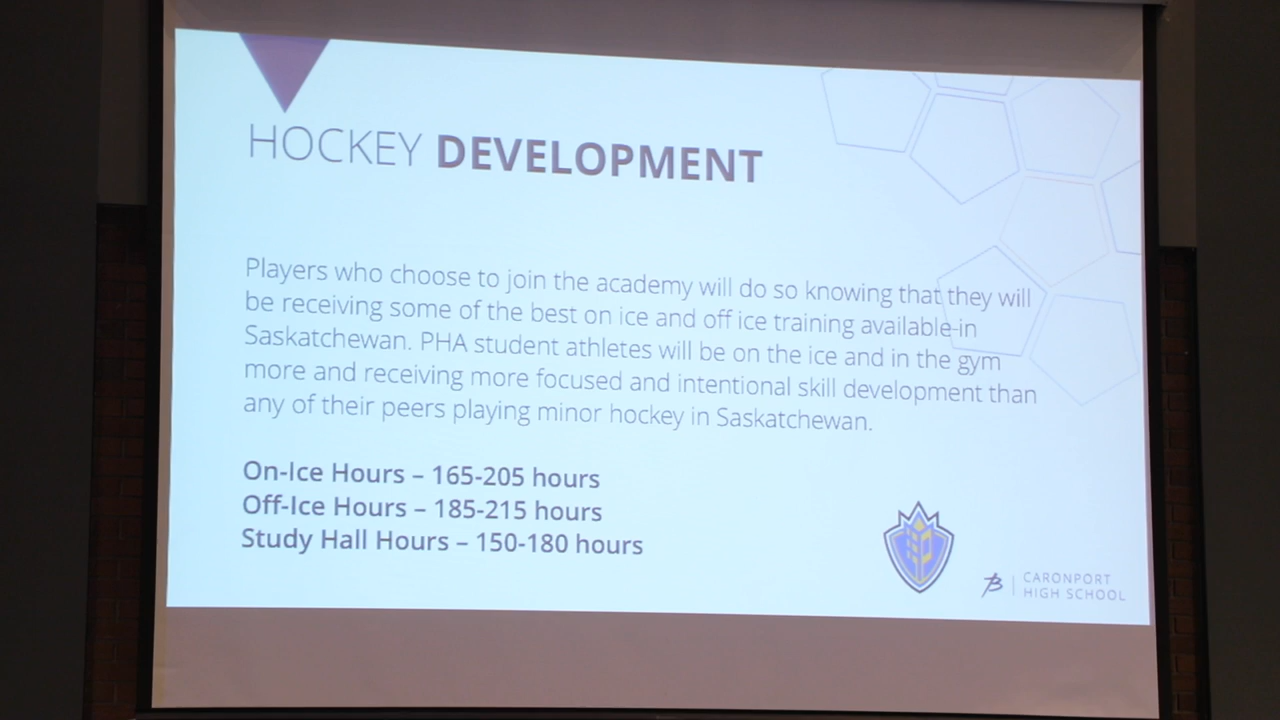 HOCKEY DEVELOPMENT
Players who choose to join the academy will do so knowing that they will
be receiving some of the best on ice and off ice training available-in
Saskatchewan. PHA student athletes will be on the ice and in the gym
more and receiving more focused and intentional skill development than
any of their peers playing minor hockey in Saskatchewan.
On-Ice Hours – 165-205 hours
Off-Ice Hours – 185-215 hours
Study Hall Hours – 150-180 hours
CARONPORT
HIGH SCHOOL